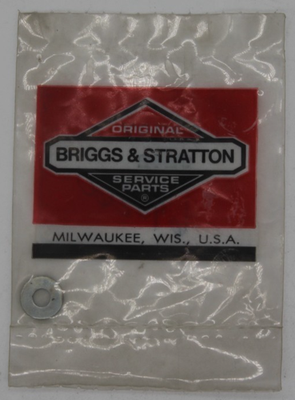 ORIGINAL
BRIGGS & STRATTON
SERVICE
PARTS
®
MILWAUKEE, WIS., U.S.A.